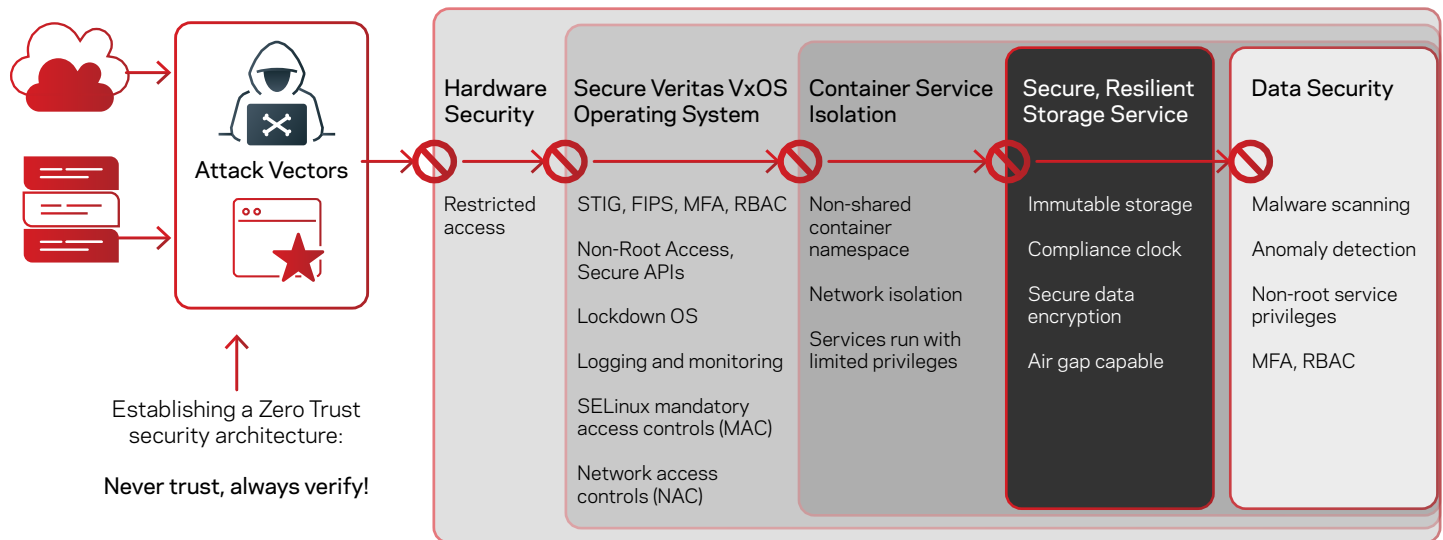 Attack Vectors
Establishing a Zero Trust
security architecture:
Never trust, always verify!
Hardware
Security
Restricted
access
Secure Veritas VxOS
Operating System
STIG, FIPS, MFA, RBAC
Non-Root Access,
Secure APIs
Lockdown OS
Logging and monitoring
SELinux mandatory
access controls (MAC)
Network access
controls (NAC)
Container Service
Isolation
Non-shared
container
namespace
Network isolation
Services run with
limited privileges
Secure, Resilient
Storage Service
Immutable storage
Compliance clock
Secure data
encryption
Air gap capable
Data Security
Malware scanning
Anomaly detection
Non-root service
privileges
MFA, RBAC